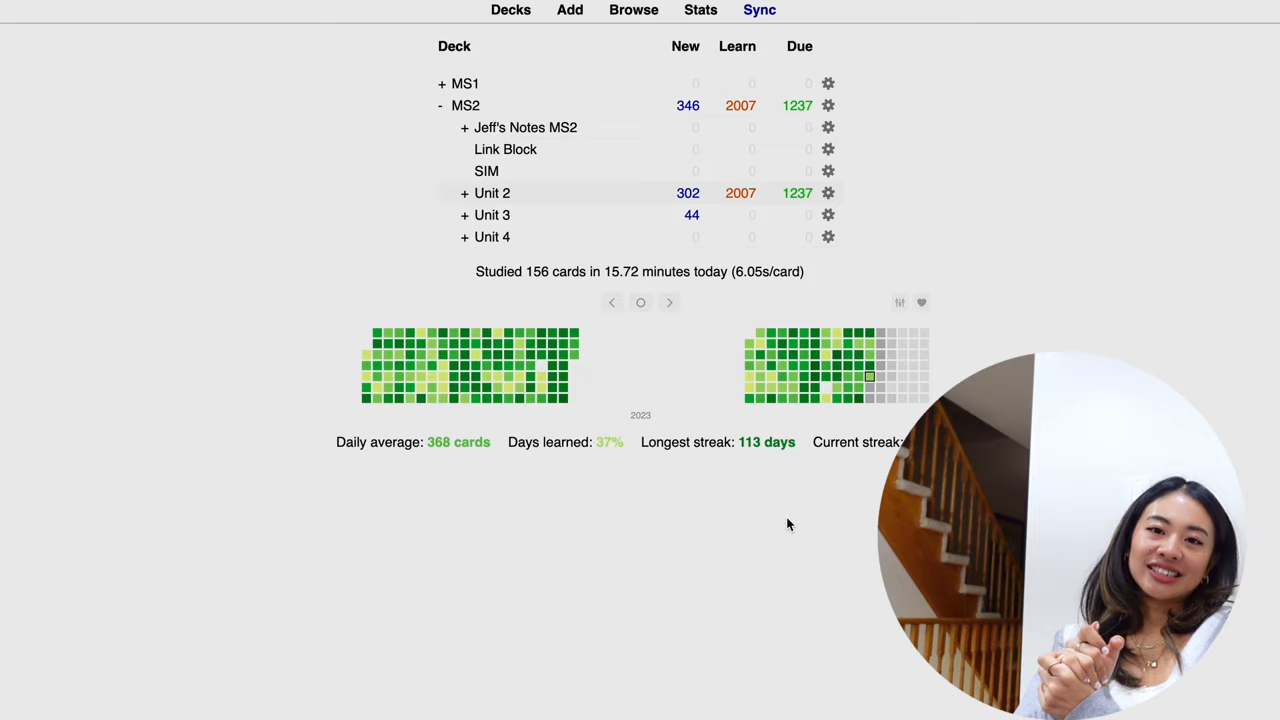 Decks Add Browse Stats Sync
Deck New Learn Due
+ MS1 0 0 0
- MS2 346 2007 1237
+ Jeff's Notes MS2 0 0 0
Link Block 0 0 0
SIM 0 0 0
+ Unit 2 302 2007 1237
+ Unit 3 44 0 0
+ Unit 4 0 0 0
Studied 156 cards in 15.72 minutes today (6.05s/card)
2023
Daily average: 368 cards Days learned: 37% Longest streak: 113 days Current streak: